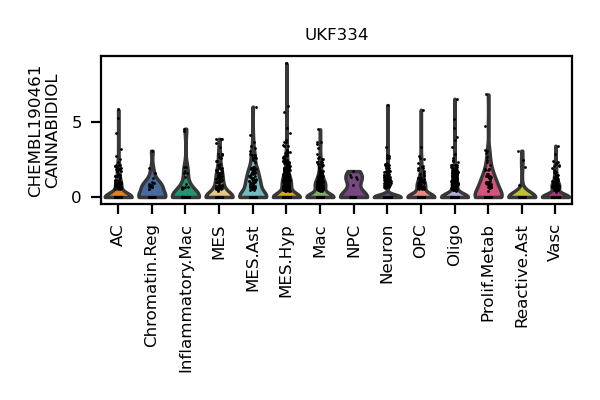 UKF334
CHEMBL190461
CANNABIDIOL
5
0
AC
Chromatin.Reg
Inflammatory.Mac
MES
MES.Ast
MES.Hyp
Mac
NPC
Neuron
OPC
Oligo
Prolif.Metab
Reactive.Ast
Vasc